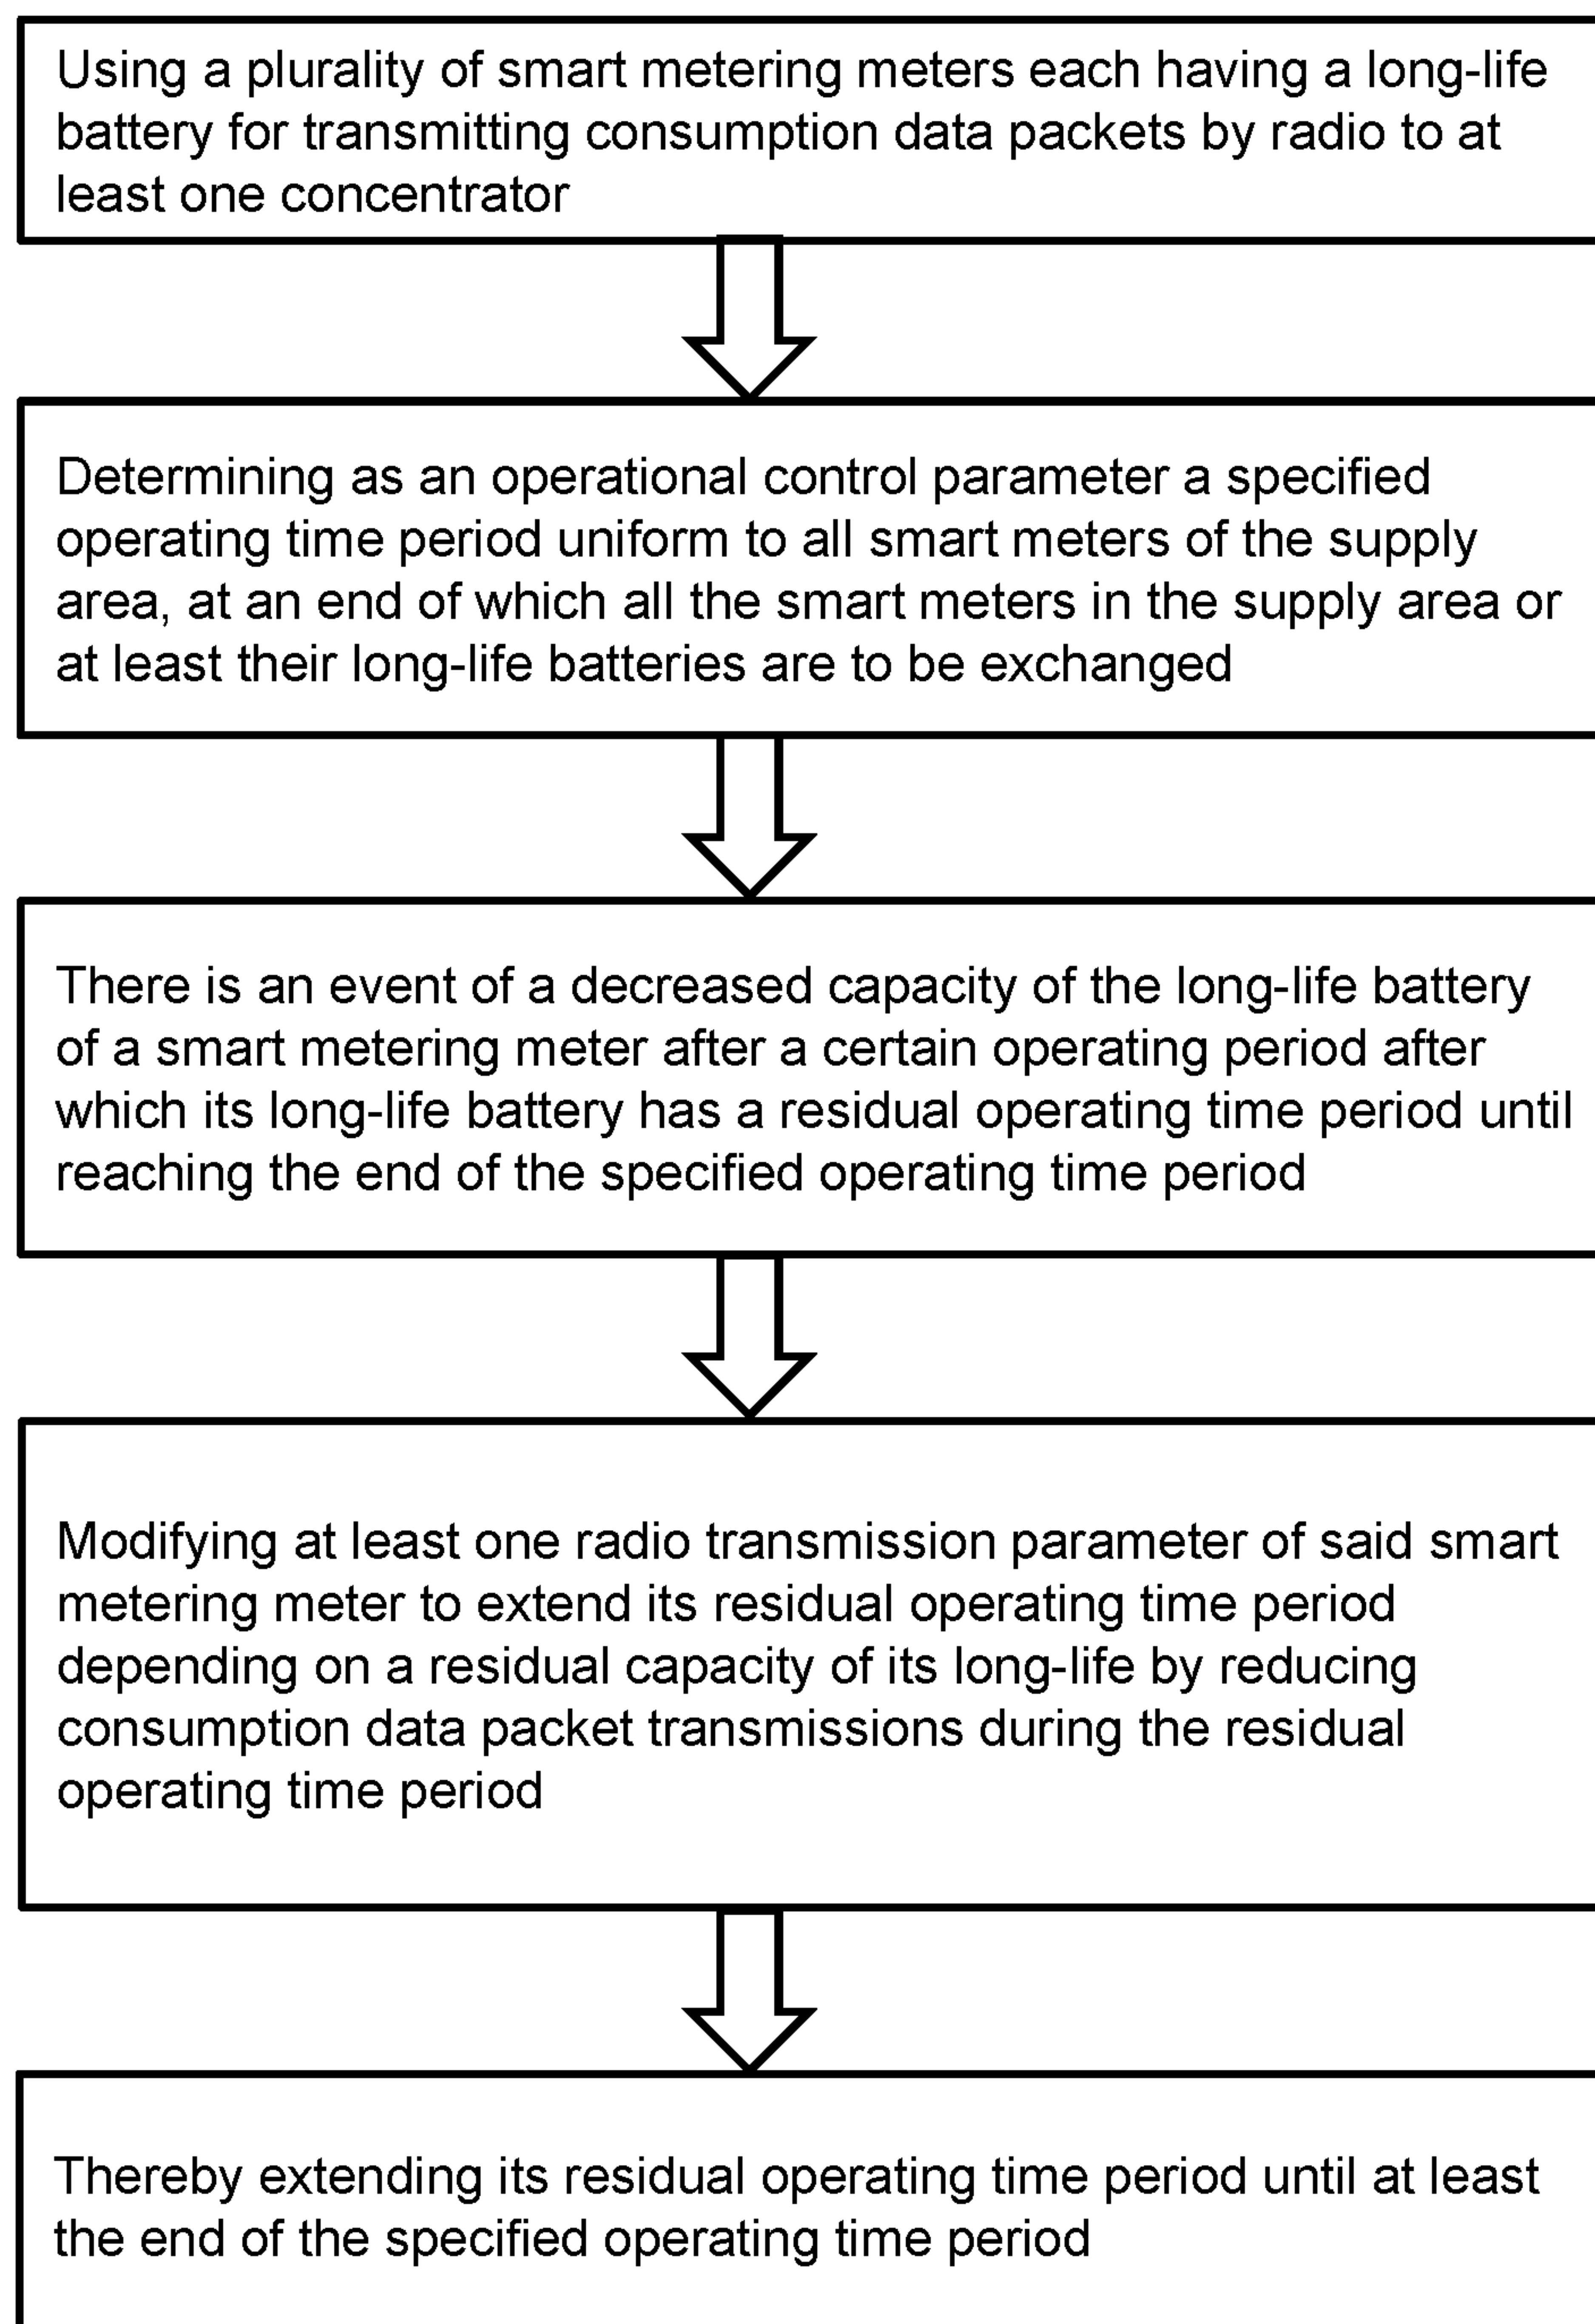 Using a plurality of smart metering meters each having a long-life
battery for transmitting consumption data packets by radio to at
least one concentrator
Determining as an operational control parameter a specified
operating time period uniform to all smart meters of the supply
area, at an end of which all the smart meters in the supply area or
at least their long-life batteries are to be exchanged
There is an event of a decreased capacity of the long-life battery
of a smart metering meter after a certain operating period after
which its long-life battery has a residual operating time period until
reaching the end of the specified operating time period
Modifying at least one radio transmission parameter of said smart
metering meter to extend its residual operating time period
depending on a residual capacity of its long-life by reducing
consumption data packet transmissions during the residual
operating time period
Thereby extending its residual operating time period until at least
the end of the specified operating time period